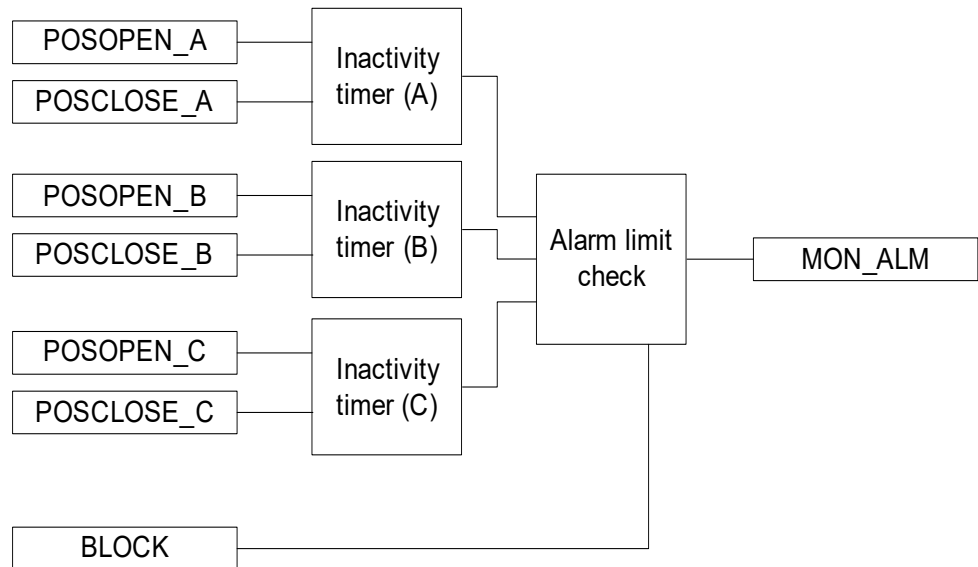 POSOPEN_A
POSCLOSE_A
Inactivity
timer (A)
POSOPEN_B
POSCLOSE_B
Inactivity
timer (B)
POSOPEN_C
POSCLOSE_C
Inactivity
timer (C)
Alarm limit
check
MON_ALM
BLOCK